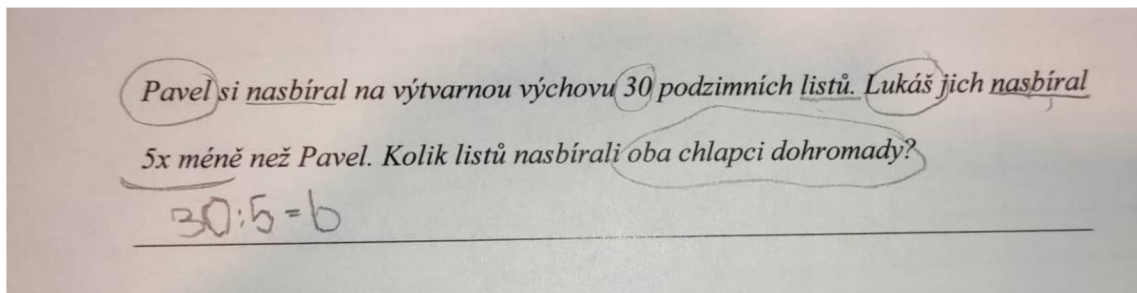 Pavel si nasbíral na výtvarnou výchovu 30 podzimních listů. Lukáš jich nasbíral
5x méně než Pavel. Kolik listů nasbírali oba chlapci dohromady?
30:5=6